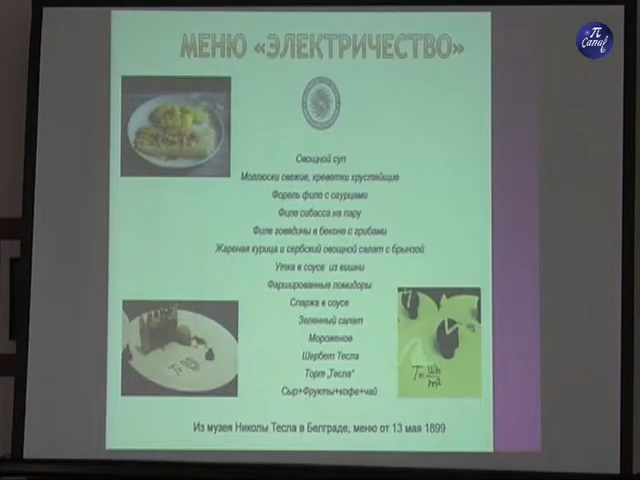 π
Canal
МЕНЮ «ЭЛЕКТРИЧЕСТВО»
Овощной суп
Моллюски свежие, креветки хрустящие
Форель филе с огурцами
Филе сибасса на пару
Филе говядины в беконе с грибами
Жареная курица и сербский овощной салат с брынзой
Утка в соусе из вишни
Фаршированные помидоры
Спаржа в соусе
Зеленный салат
Мороженое
Шербет Тесла
Торт „Тесла“
Сыр+Фрукты+кофе+чай
Из музея Николы Тесла в Белграде, меню от 13 мая 1899